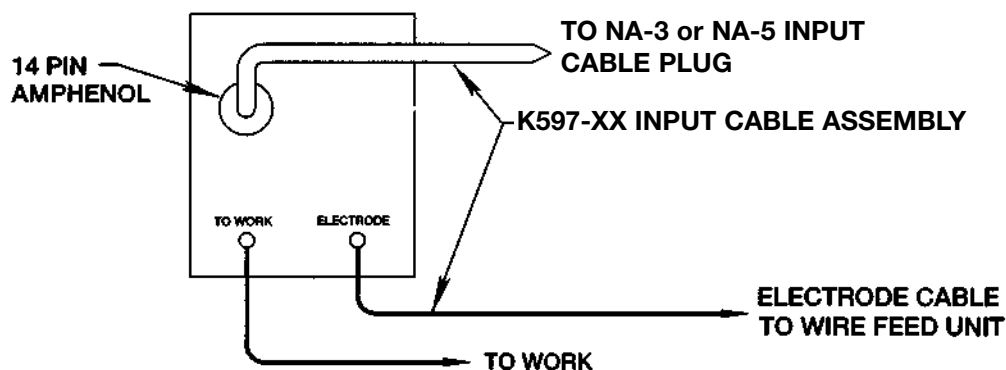 TO NA-3 or NA-5 INPUT
CABLE PLUG
14 PIN
AMPHENOL
K597-XX INPUT CABLE ASSEMBLY
TO WORK
ELECTRODE
ELECTRODE CABLE
TO WIRE FEED UNIT
TO WORK